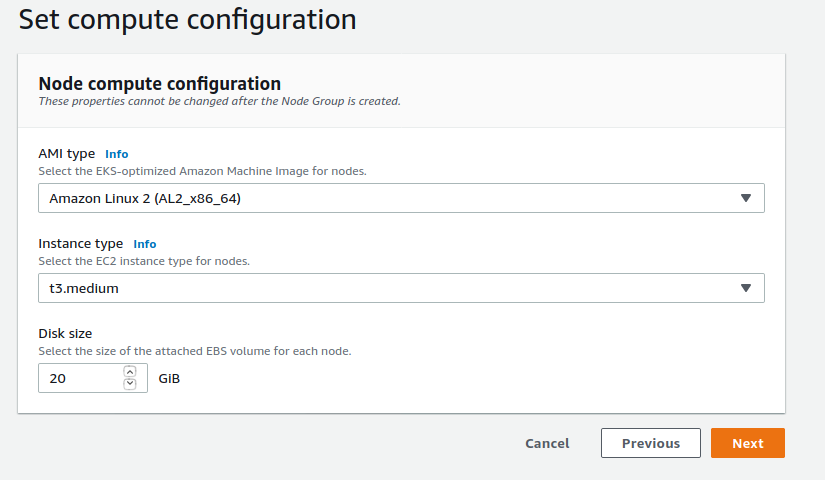 Set compute configuration
Node compute configuration
These properties cannot be changed after the Node Group is created.
AMI type Info
Select the EKS-optimized Amazon Machine Image for nodes.
Amazon Linux 2 (AL2_x86_64)
Instance type Info
Select the EC2 instance type for nodes.
t3.medium
Disk size
Select the size of the attached EBS volume for each node.
20 GiB
Cancel Previous Next